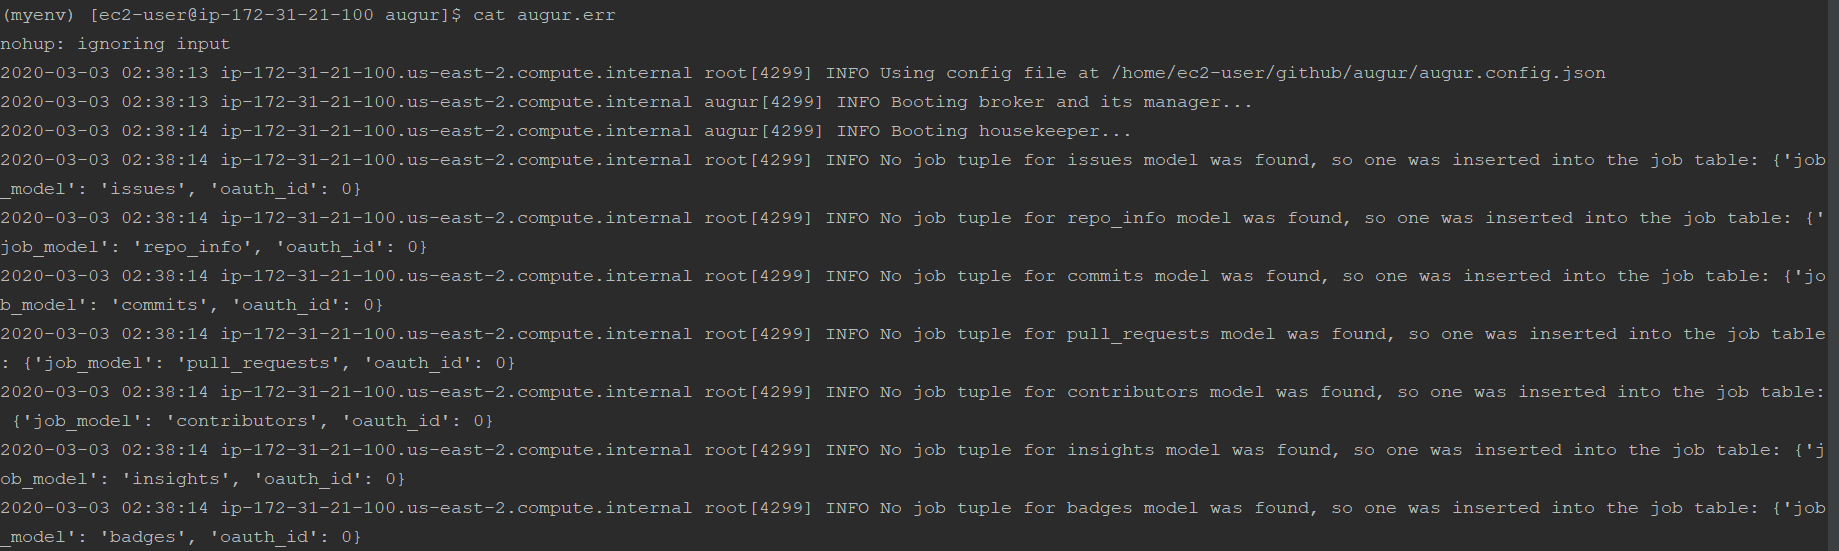 (myenv) [ec2-user@ip-172-31-21-100 augur]$ cat augur.err
nohup: ignoring input
2020-03-03 02:38:13 ip-172-31-21-100.us-east-2.compute.internal root[4299] INFO Using config file at /home/ec2-user/github/augur/augur.config.json
2020-03-03 02:38:13 ip-172-31-21-100.us-east-2.compute.internal augur[4299] INFO Booting broker and its manager...
2020-03-03 02:38:14 ip-172-31-21-100.us-east-2.compute.internal augur[4299] INFO Booting housekeeper...
2020-03-03 02:38:14 ip-172-31-21-100.us-east-2.compute.internal root[4299] INFO No job tuple for issues model was found, so one was inserted into the job table: {'job
_model': 'issues', 'oauth_id': 0}
2020-03-03 02:38:14 ip-172-31-21-100.us-east-2.compute.internal root[4299] INFO No job tuple for repo_info model was found, so one was inserted into the job table: {'
job_model': 'repo_info', 'oauth_id': 0}
2020-03-03 02:38:14 ip-172-31-21-100.us-east-2.compute.internal root[4299] INFO No job tuple for commits model was found, so one was inserted into the job table: {'jo
b_model': 'commits', 'oauth_id': 0}
2020-03-03 02:38:14 ip-172-31-21-100.us-east-2.compute.internal root[4299] INFO No job tuple for pull_requests model was found, so one was inserted into the job table
: {'job_model': 'pull_requests', 'oauth_id': 0}
2020-03-03 02:38:14 ip-172-31-21-100.us-east-2.compute.internal root[4299] INFO No job tuple for contributors model was found, so one was inserted into the job table:
 {'job_model': 'contributors', 'oauth_id': 0}
2020-03-03 02:38:14 ip-172-31-21-100.us-east-2.compute.internal root[4299] INFO No job tuple for insights model was found, so one was inserted into the job table: {'j
ob_model': 'insights', 'oauth_id': 0}
2020-03-03 02:38:14 ip-172-31-21-100.us-east-2.compute.internal root[4299] INFO No job tuple for badges model was found, so one was inserted into the job table: {'job
_model': 'badges', 'oauth_id': 0}